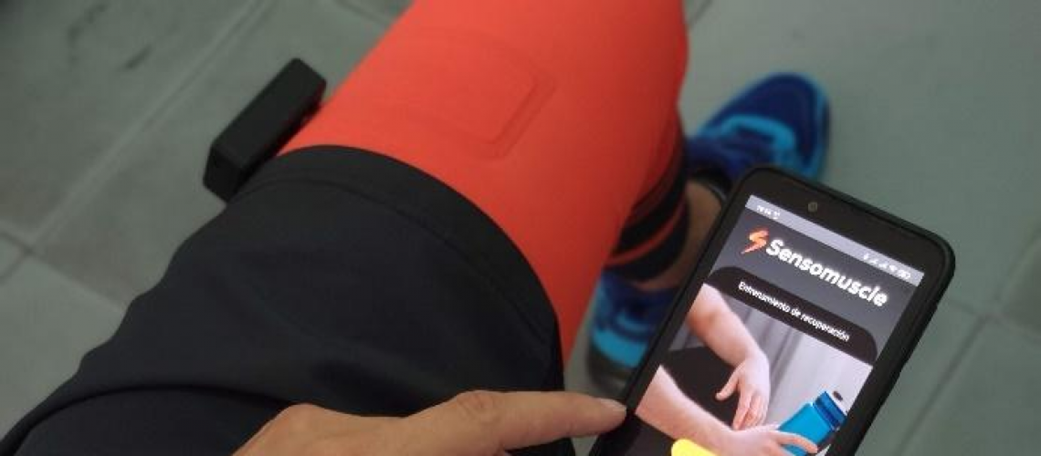 Sensomuscle
Entrenamiento de recuperación